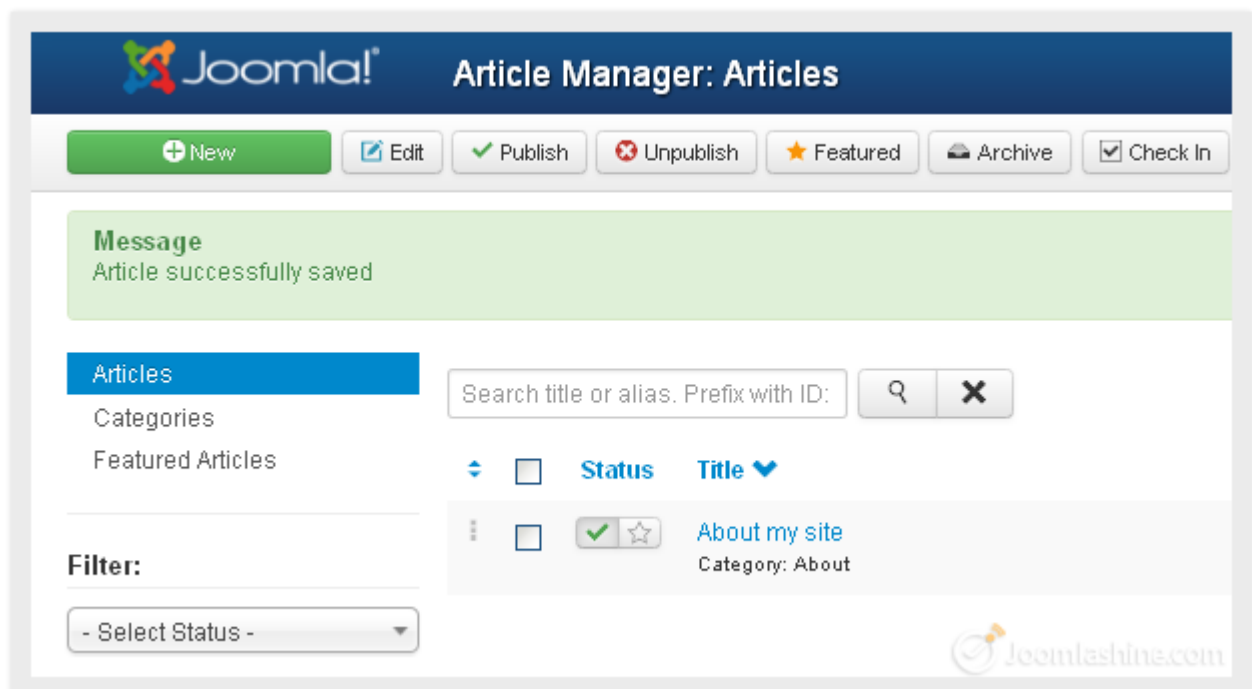 Joomla!® Article Manager: Articles
New Edit Publish Unpublish Featured Archive Check In
Message
Article successfully saved
Articles
Categories
Featured Articles
Search title or alias. Prefix with ID:
Status Title
About my site
Category: About
Filter:
- Select Status -
Joomlashine.com